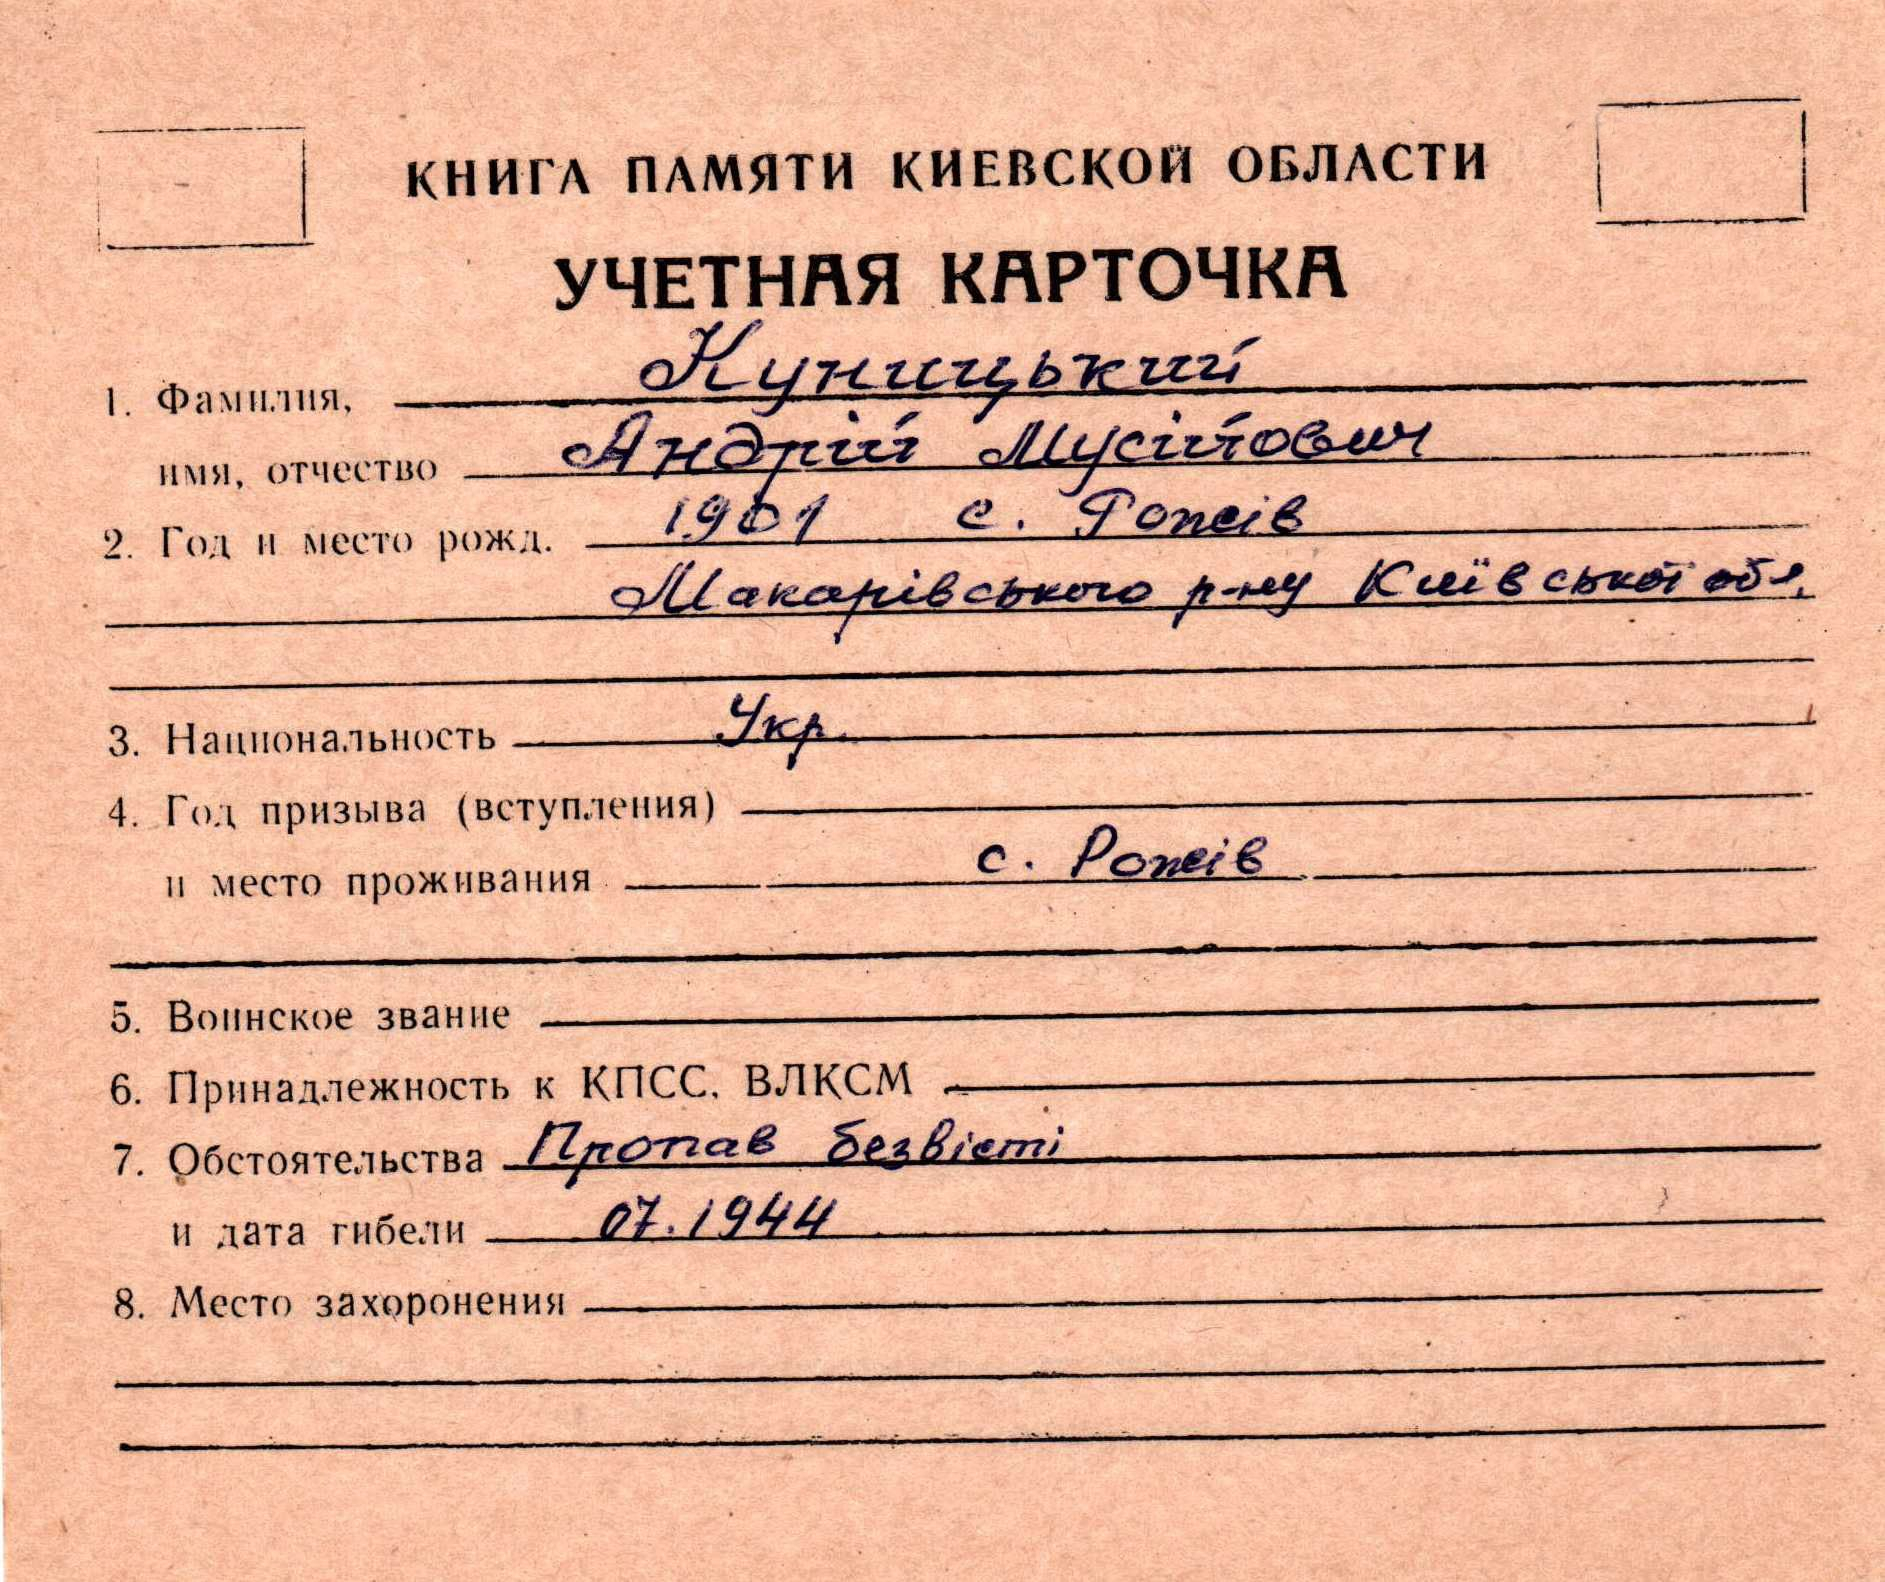 КНИГА ПАМЯТИ КИЕВСКОЙ ОБЛАСТИ
УЧЕТНАЯ КАРТОЧКА
1. Фамилия, Куницький
имя, отчество Андрій Мусійович
2. Год и место рожд. 1901 с. Рожів
Макарівського р-ну Київської обл.
3. Национальность Укр.
4. Год призыва (вступления)
и место проживания с. Рожів
5. Воинское звание
6. Принадлежность к КПСС, ВЛКСМ
7. Обстоятельства Пропав безвісті
и дата гибели 07.1944
8. Место захоронения